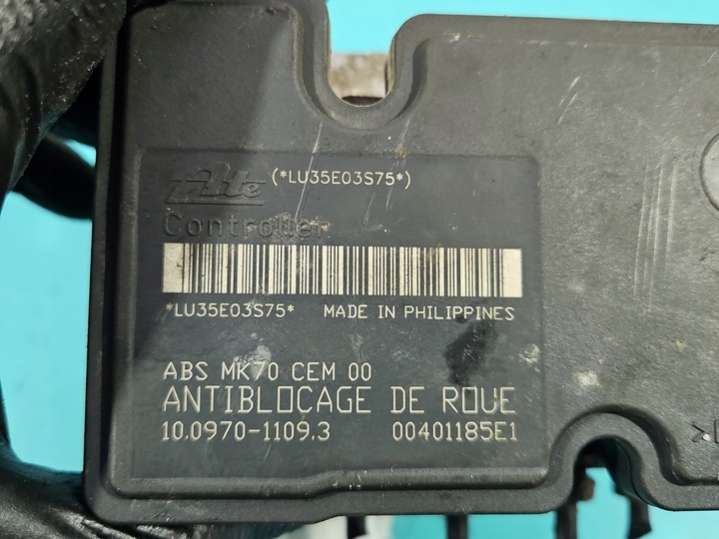 Ate (*LU35E03S75*)
Controller
*LU35E03S75* MADE IN PHILIPPINES
ABS MK70 CEM 00
ANTIBLOCAGE DE ROUE
10.0970-1109.3 00401185E1